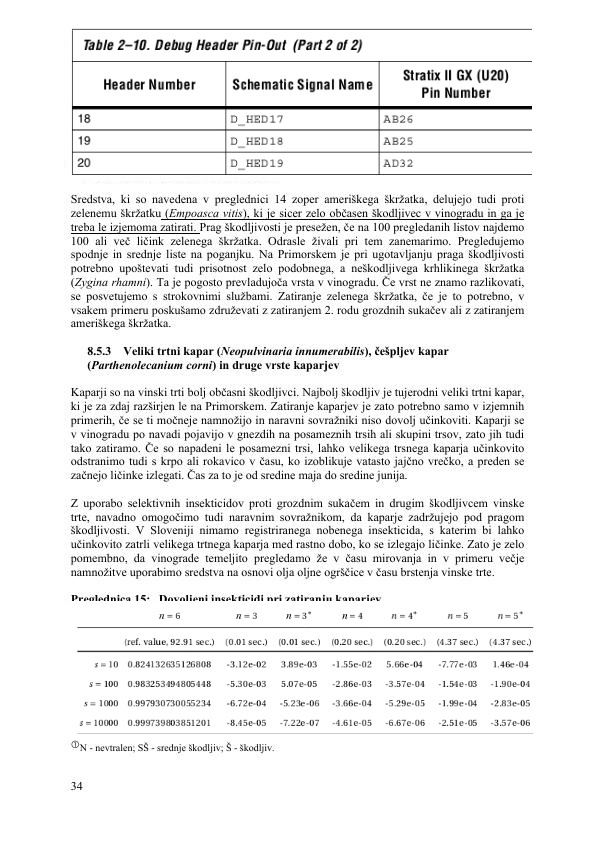 Table 2–10. Debug Header Pin-Out (Part 2 of 2)
Header Number Schematic Signal Name Stratix II GX (U20) Pin Number
18 D_HED17 AB26
19 D_HED18 AB25
20 D_HED19 AD32
Sredstva, ki so navedena v preglednici 14 zoper ameriškega škržatka, delujejo tudi proti
zelenemu škržatku (Empoasca vitis), ki je sicer zelo občasen škodljivec v vinogradu in ga je
treba le izjemoma zatirati. Prag škodljivosti je presežen, če na 100 pregledanih listov najdemo
100 ali več ličink zelenega škržatka. Odrasle živali pri tem zanemarimo. Pregledujemo
spodnje in srednje liste na poganjku. Na Primorskem je pri ugotavljanju praga škodljivosti
potrebno upoštevati tudi prisotnost zelo podobnega, a neškodljivega krhlikinega škržatka
(Zygina rhamni). Ta je pogosto prevladujoča vrsta v vinogradu. Če vrst ne znamo razlikovati,
se posvetujemo s strokovnimi službami. Zatiranje zelenega škržatka, če je to potrebno, v
vsakem primeru poskušamo združevati z zatiranjem 2. rodu grozdnih sukačev ali z zatiranjem
ameriškega škržatka.
8.5.3 Veliki trtni kapar (Neopulvinaria innumerabilis), češpljev kapar
(Parthenolecanium corni) in druge vrste kaparjev
Kaparji so na vinski trti bolj občasni škodljivci. Najbolj škodljiv je tujerodni veliki trtni kapar,
ki je za zdaj razširjen le na Primorskem. Zatiranje kaparjev je zato potrebno samo v izjemnih
primerih, če se ti močneje namnožijo in naravni sovražniki niso dovolj učinkoviti. Kaparji se
v vinogradu po navadi pojavijo v gnezdih na posameznih trsih ali skupini trsov, zato jih tudi
tako zatiramo. Če so napadeni le posamezni trsi, lahko velikega trsnega kaparja učinkovito
odstranimo tudi s krpo ali rokavico v času, ko izoblikuje vatasto jajčno vrečko, a preden se
začnejo ličinke izlegati. Čas za to je od sredine maja do sredine junija.
Z uporabo selektivnih insekticidov proti grozdnim sukačem in drugim škodljivcem vinske
trte, navadno omogočimo tudi naravnim sovražnikom, da kaparje zadržujejo pod pragom
škodljivosti. V Sloveniji nimamo registriranega nobenega insekticida, s katerim bi lahko
učinkovito zatrli velikega trtnega kaparja med rastno dobo, ko se izlegajo ličinke. Zato je zelo
pomembno, da vinograde temeljito pregledamo že v času mirovanja in v primeru večje
namnožitve uporabimo sredstva na osnovi olja oljne ogrščice v času brstenja vinske trte.
Preglednica 15: Dovoljeni insekticidi pri zatiranju kaparjev
n = 6 n = 3 n = 3* n = 4 n = 4* n = 5 n = 5*
(ref. value, 92.91 sec.) (0.01 sec.) (0.01 sec.) (0.20 sec.) (0.20 sec.) (4.37 sec.) (4.37 sec.)
s = 10 0.824132635126808 -3.12e-02 3.89e-03 -1.55e-02 5.66e-04 -7.77e-03 1.46e-04
s = 100 0.983253494805448 -5.30e-03 5.07e-05 -2.86e-03 -3.57e-04 -1.54e-03 -1.90e-04
s = 1000 0.997930730055234 -6.72e-04 -5.23e-06 -3.66e-04 -5.29e-05 -1.99e-04 -2.83e-05
s = 10000 0.999739803851201 -8.45e-05 -7.22e-07 -4.61e-05 -6.67e-06 -2.51e-05 -3.57e-06
①N - nevtralen; SŠ - srednje škodljiv; Š - škodljiv.
34